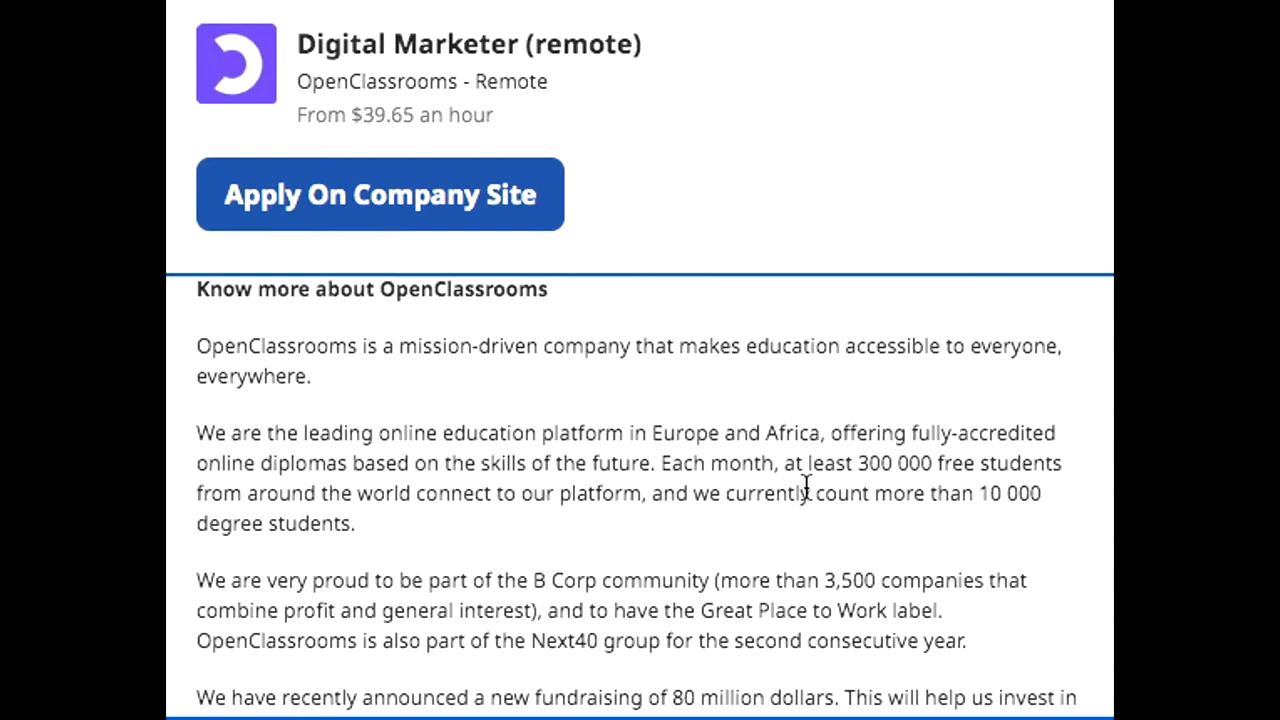 Digital Marketer (remote)
OpenClassrooms - Remote
From $39.65 an hour
Apply On Company Site
Know more about OpenClassrooms
OpenClassrooms is a mission-driven company that makes education accessible to everyone,
everywhere.
We are the leading online education platform in Europe and Africa, offering fully-accredited
online diplomas based on the skills of the future. Each month, at least 300 000 free students
from around the world connect to our platform, and we currently count more than 10 000
degree students.
We are very proud to be part of the B Corp community (more than 3,500 companies that
combine profit and general interest), and to have the Great Place to Work label.
OpenClassrooms is also part of the Next40 group for the second consecutive year.
We have recently announced a new fundraising of 80 million dollars. This will help us invest in